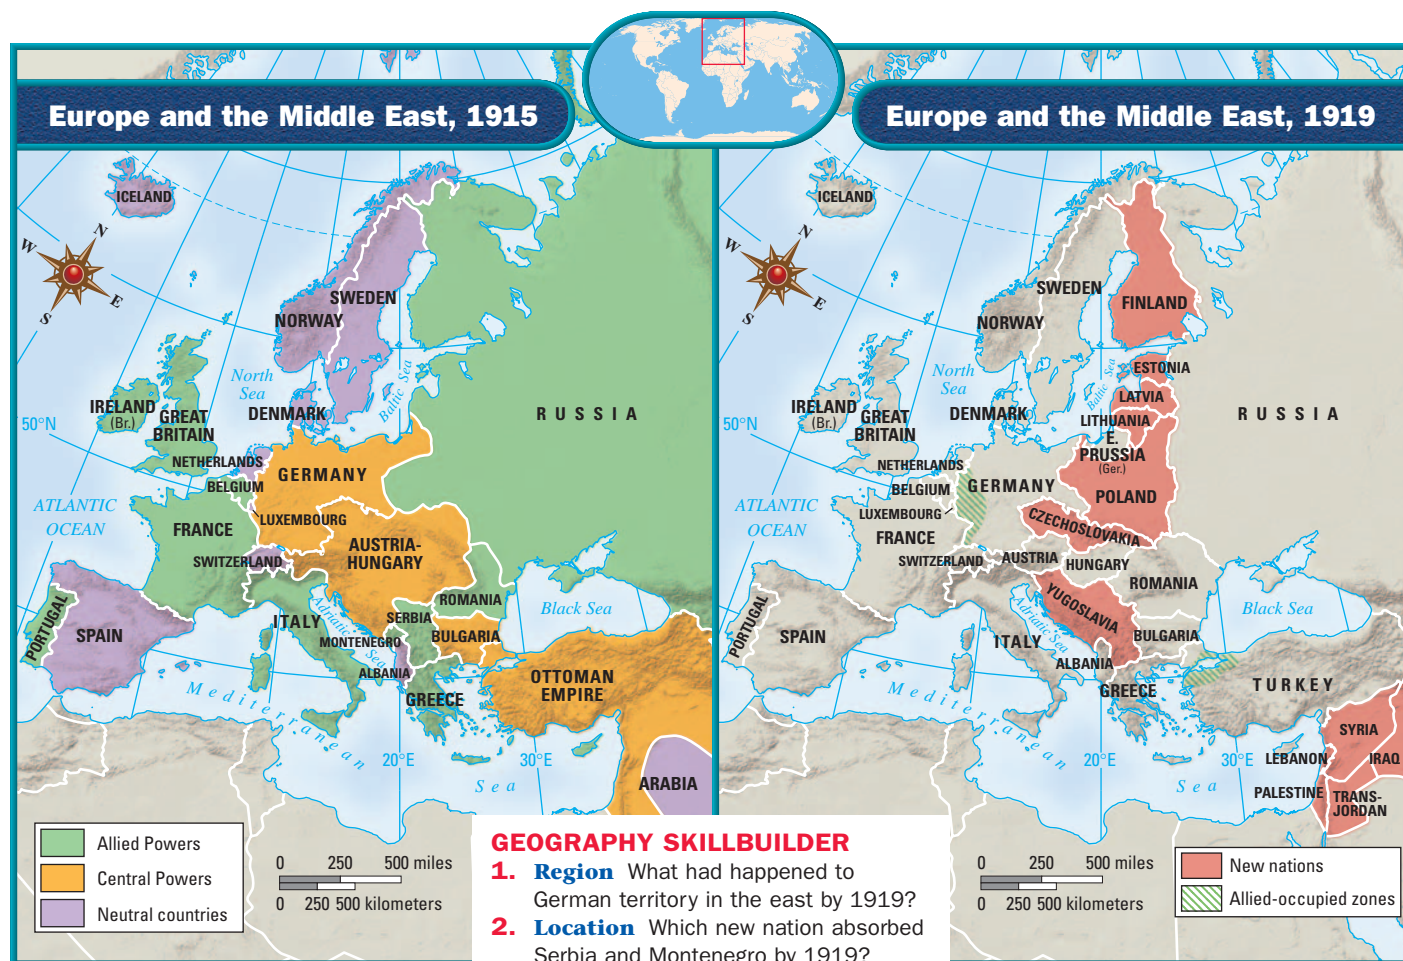 Europe and the Middle East, 1915
ICELAND
N
W
E
S
SWEDEN
NORWAY
North
Sea
Baltic Sea
DENMARK
IRELAND
(Br.)
GREAT
BRITAIN
RUSSIA
50°N
NETHERLANDS
GERMANY
BELGIUM
ATLANTIC
OCEAN
LUXEMBOURG
FRANCE
AUSTRIA-
HUNGARY
SWITZERLAND
ROMANIA
Black Sea
PORTUGAL
SPAIN
ITALY
Adriatic Sea
SERBIA
MONTENEGRO
BULGARIA
ALBANIA
OTTOMAN
EMPIRE
GREECE
Mediterranean Sea
20°E
30°E
ARABIA
Allied Powers
Central Powers
Neutral countries
0 250 500 miles
0 250 500 kilometers
GEOGRAPHY SKILLBUILDER
1. Region What had happened to
German territory in the east by 1919?
2. Location Which new nation absorbed
Serbia and Montenegro by 1919?
Europe and the Middle East, 1919
ICELAND
N
W
E
S
SWEDEN
FINLAND
NORWAY
North
Sea
Baltic Sea
ESTONIA
LATVIA
LITHUANIA
DENMARK
IRELAND
(Br.)
GREAT
BRITAIN
RUSSIA
50°N
E.
PRUSSIA
(Ger.)
NETHERLANDS
GERMANY
BELGIUM
POLAND
ATLANTIC
OCEAN
LUXEMBOURG
FRANCE
CZECHOSLOVAKIA
SWITZERLAND
AUSTRIA
HUNGARY
ROMANIA
Black Sea
PORTUGAL
SPAIN
ITALY
Adriatic Sea
YUGOSLAVIA
BULGARIA
ALBANIA
GREECE
TURKEY
Mediterranean Sea
SYRIA
LEBANON
IRAQ
20°E
30°E
PALESTINE
TRANS-
JORDAN
0 250 500 miles
0 250 500 kilometers
New nations
Allied-occupied zones